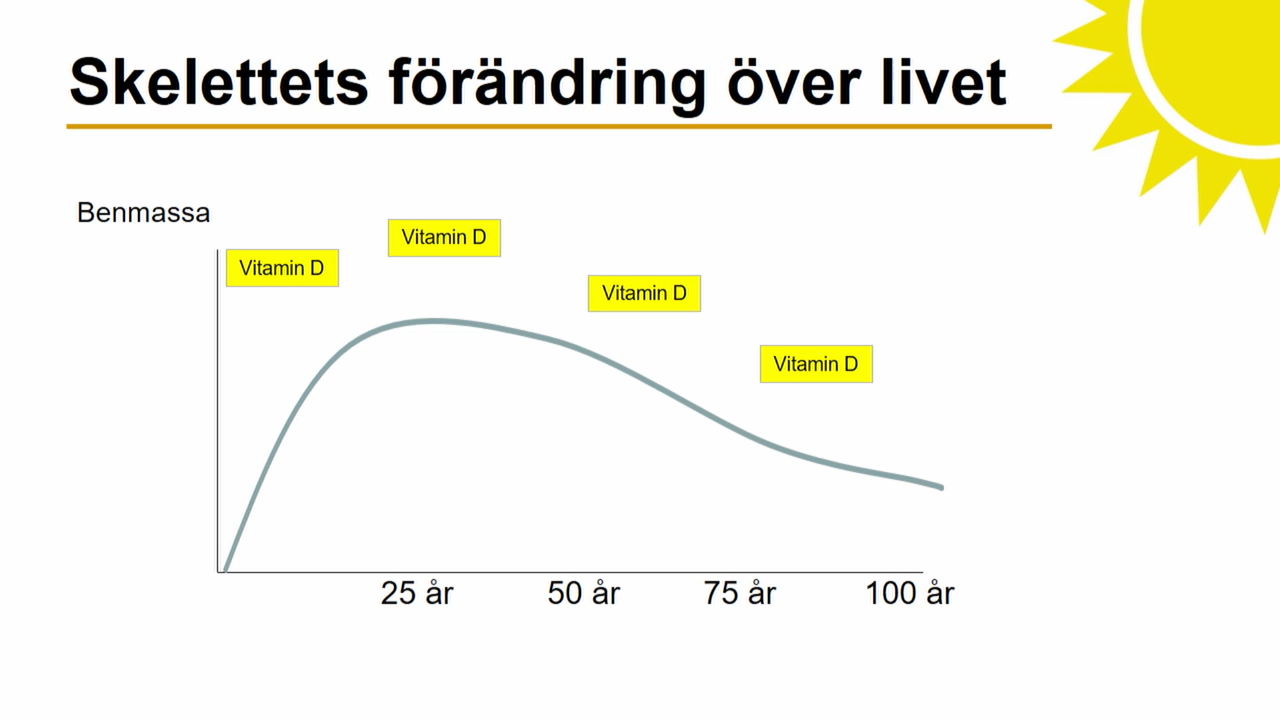 Skelettets förändring över livet
Benmassa
Vitamin D
Vitamin D
Vitamin D
Vitamin D
25 år
50 år
75 år
100 år